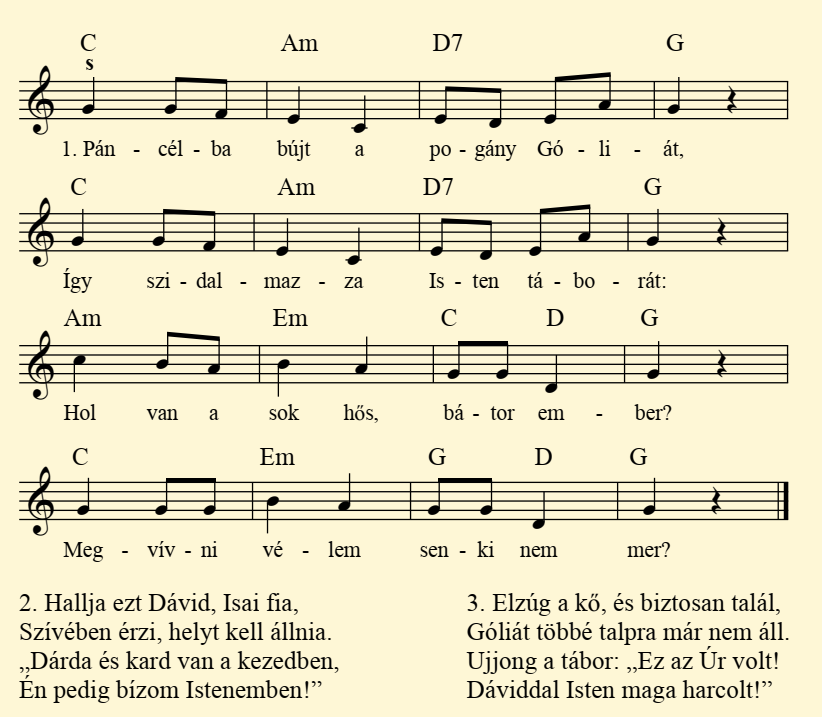 C Am D7 G
s
1. Pán - cél - ba bújt a po - gány Gó - li - át,
C Am D7 G
Így szi - dal - maz - za Is - ten tá - bo - rát:
Am Em C D G
Hol van a sok hős, bá - tor em - ber?
C Em G D G
Meg - vív - ni vé - lem sen - ki nem mer?
2. Hallja ezt Dávid, Isai fia,
Szívében érzi, helyt kell állnia.
„Dárda és kard van a kezedben,
Én pedig bízom Istenemben!”
3. Elzúg a kő, és biztosan talál,
Góliát többé talpra már nem áll.
Ujjong a tábor: „Ez az Úr volt!
Dáviddal Isten maga harcolt!”